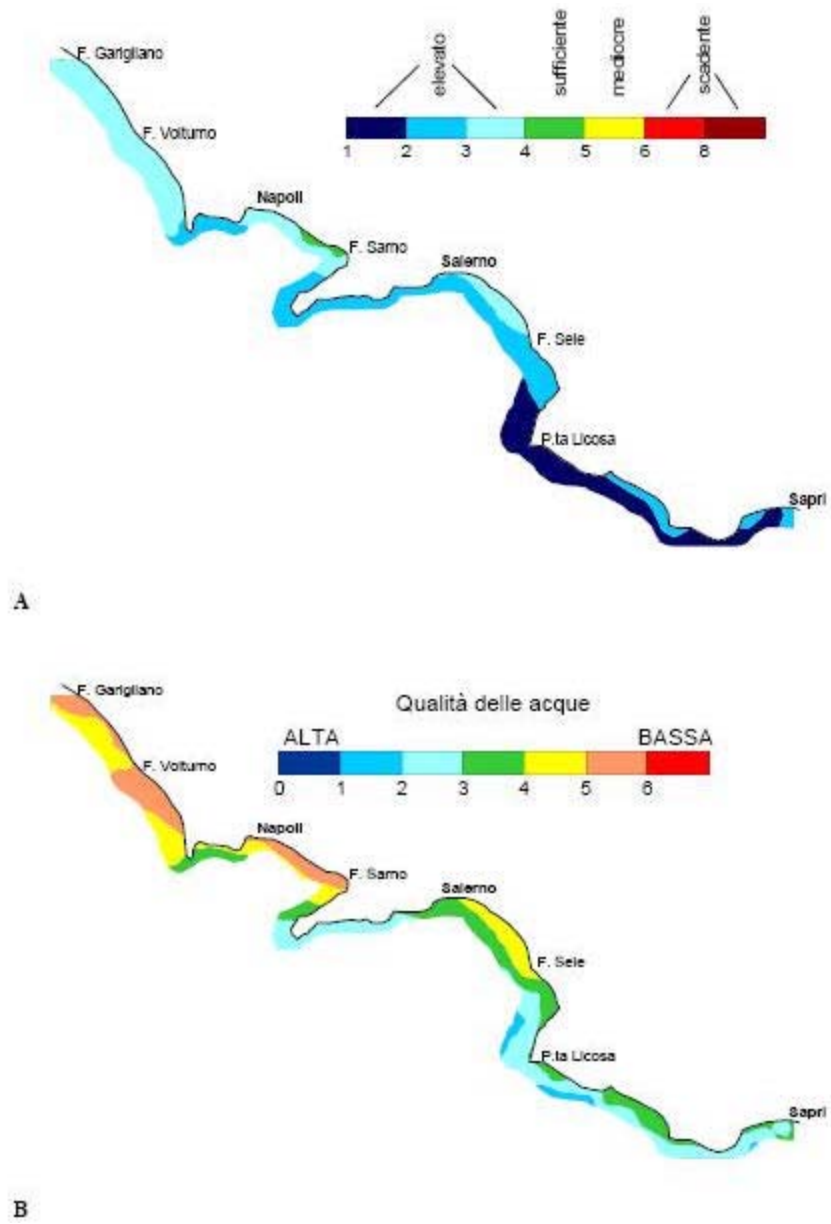 elevato sufficiente mediocre scadente
1 2 3 4 5 6 8
F. Garigliano
F. Volturno
Napoli
F. Sarno
Salerno
F. Sele
P.ta Licosa
Sapri
A
Qualità delle acque
ALTA BASSA
0 1 2 3 4 5 6
F. Garigliano
F. Volturno
Napoli
F. Sarno
Salerno
F. Sele
P.ta Licosa
Sapri
B